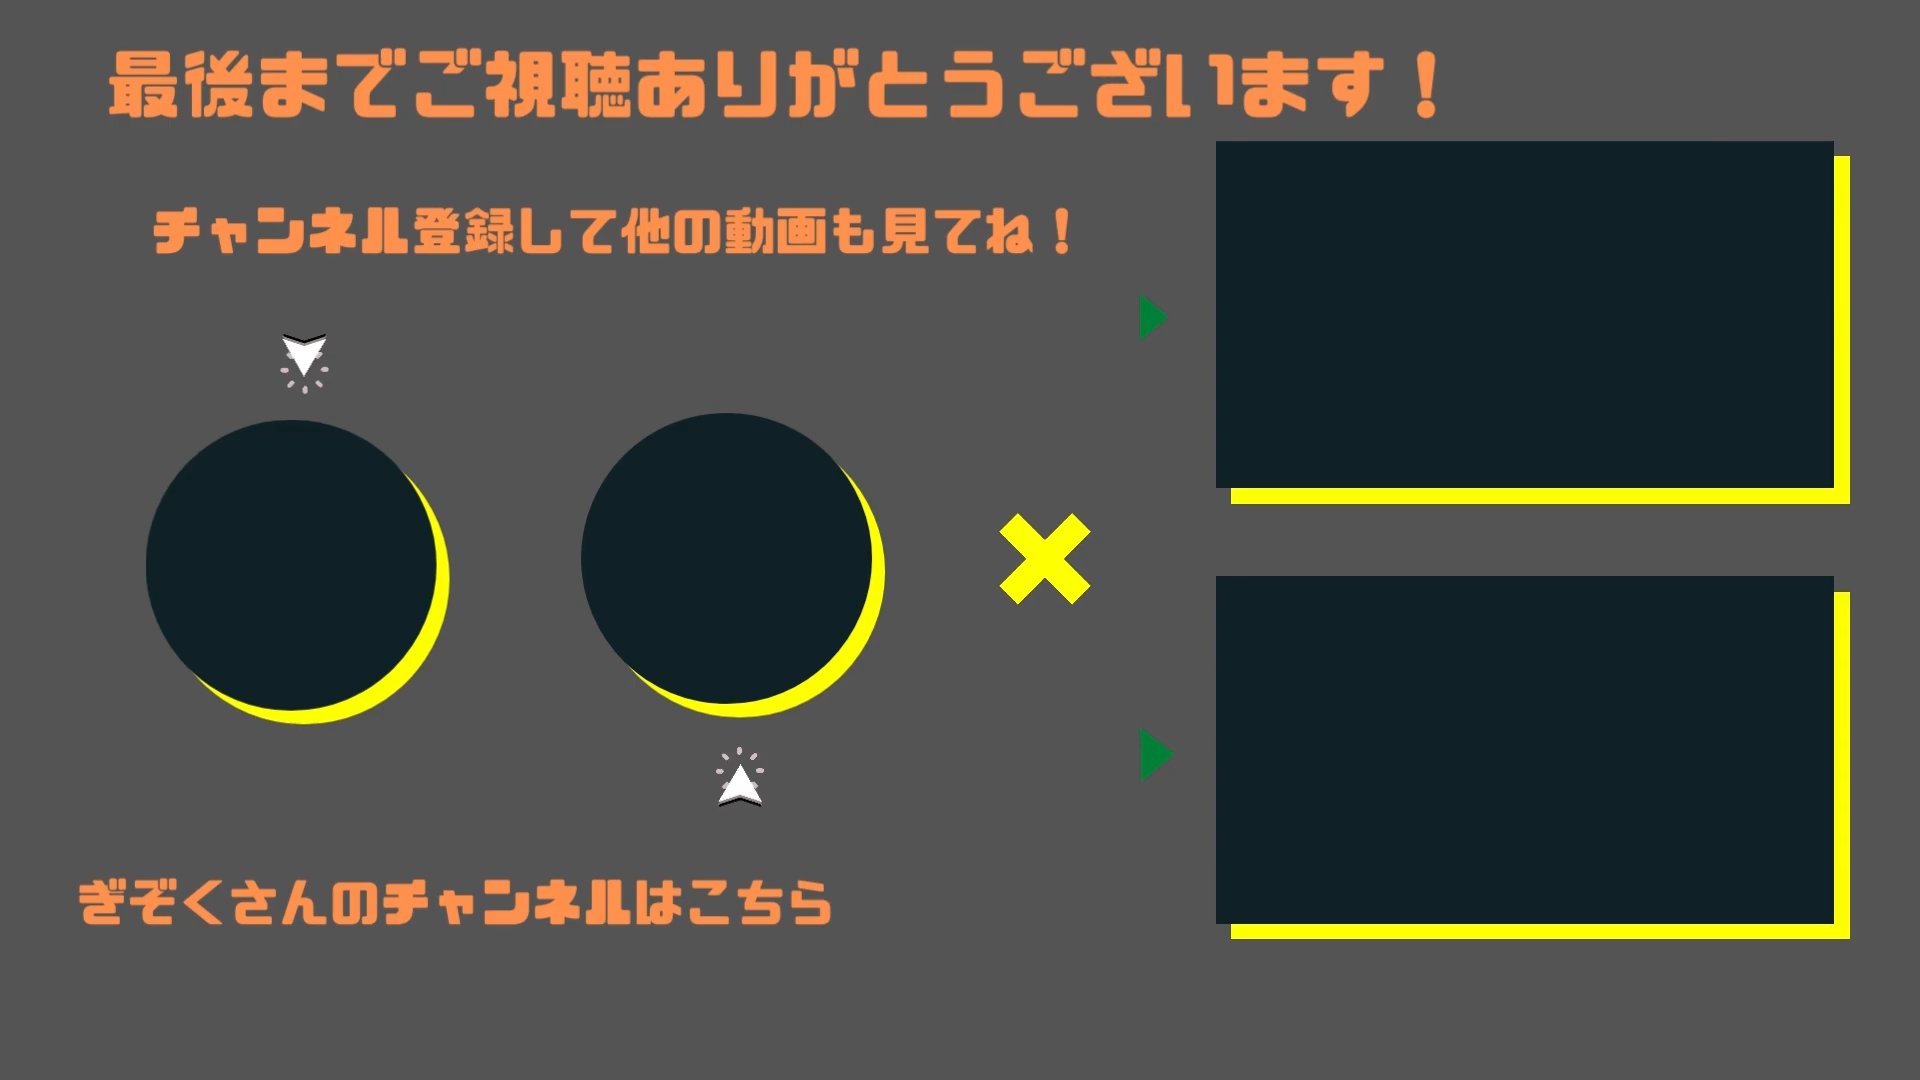 最後までご視聴ありがとうございます！
チャンネル登録して他の動画も見てね！
ぎぞくさんのチャンネルはこちら